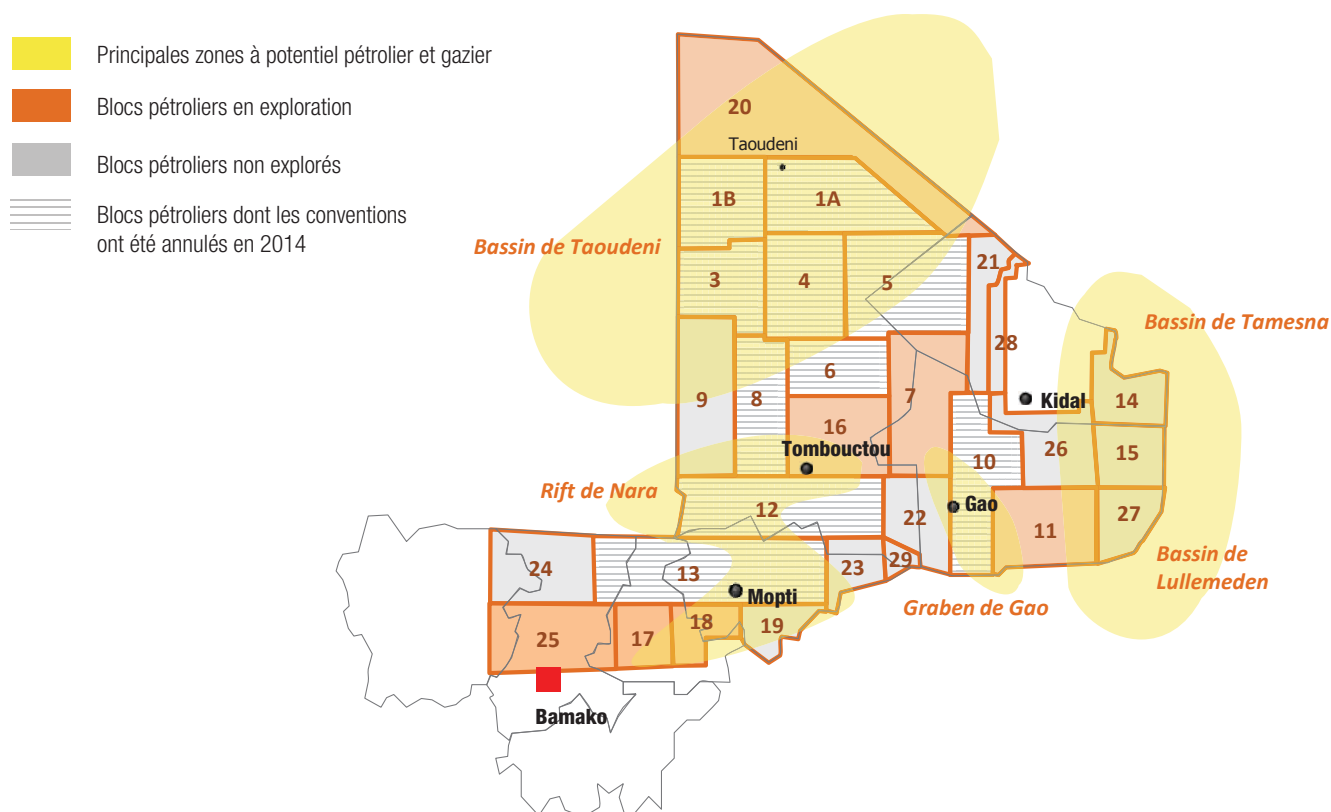 Principales zones à potentiel pétrolier et gazier
Blocs pétroliers en exploration
Blocs pétroliers non explorés
Blocs pétroliers dont les conventions
ont été annulés en 2014
20
Taoudeni
1B
1A
Bassin de Taoudeni
3
4
5
21
Bassin de Tamesna
28
6
7
9
8
Kidal
14
16
Tombouctou
10
26
15
Rift de Nara
12
22
Gao
11
27
24
13
23
29
Bassin de
Lullemeden
Mopti
Graben de Gao
25
17
18
19
Bamako